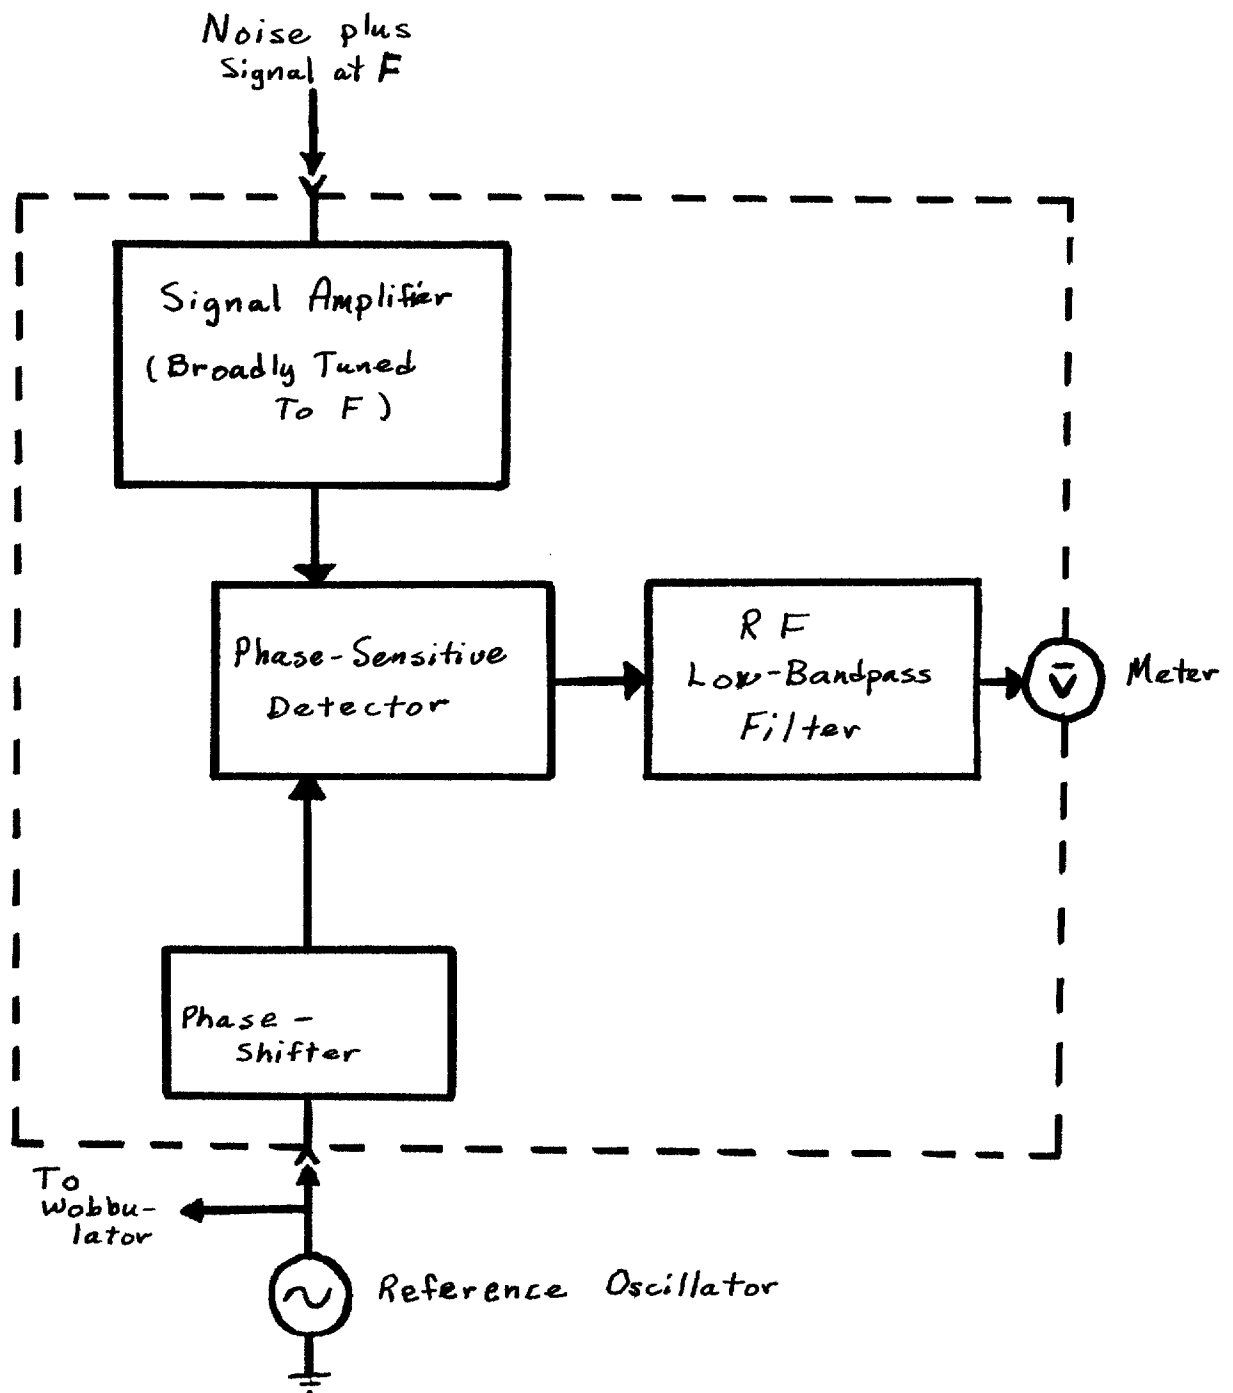 Noise plus
Signal at F
Signal Amplifier
(Broadly Tuned
To F)
Phase-Sensitive
Detector
RF
Low-Bandpass
Filter
V̄
Meter
Phase-
Shifter
To
Wobbu-
lator
Reference Oscillator